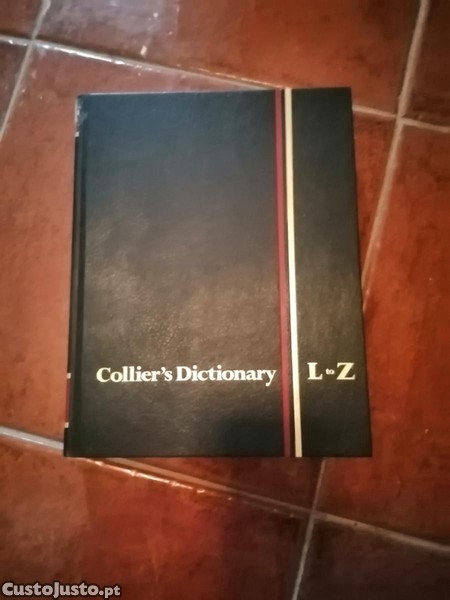 Collier's Dictionary L to Z
CustoJusto.pt